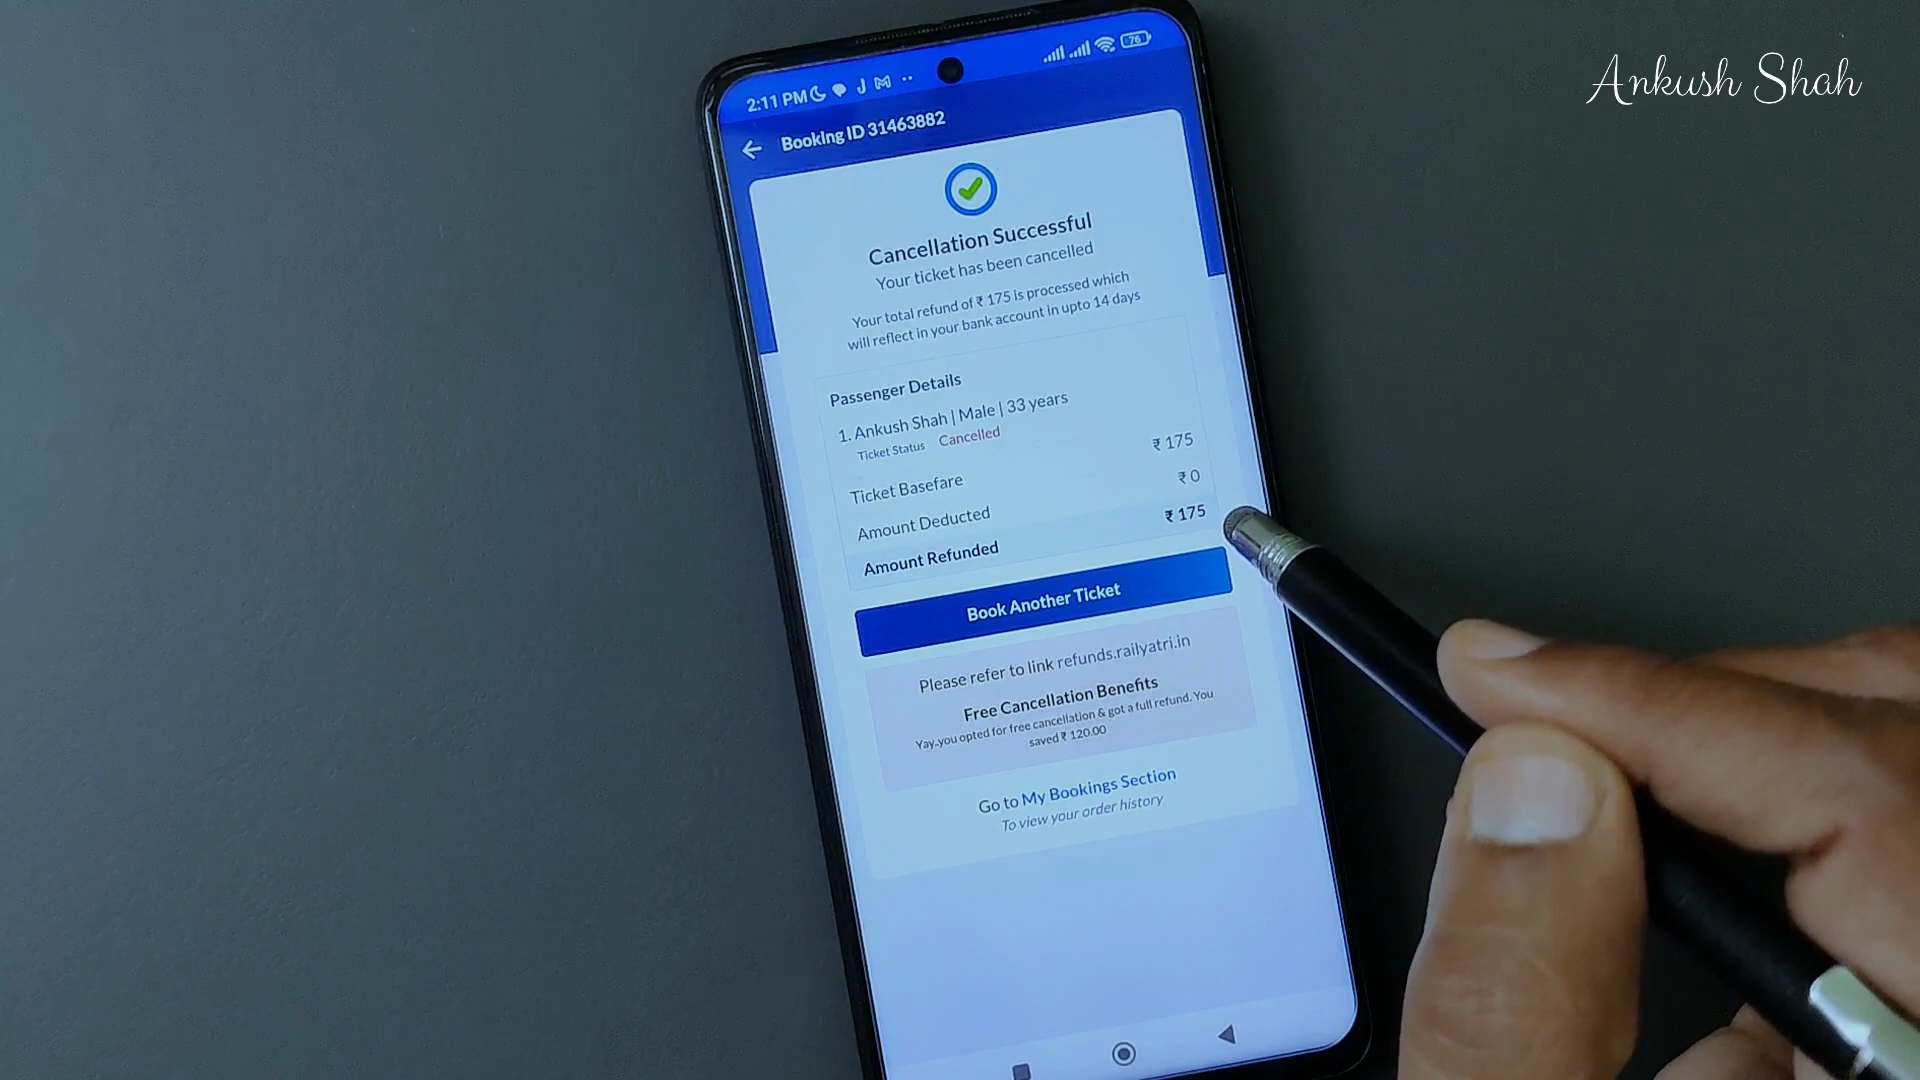 Ankush Shah
2:11 PM
76
Booking ID 31463882
Cancellation Successful
Your ticket has been cancelled
Your total refund of ₹ 175 is processed which
will reflect in your bank account in upto 14 days
Passenger Details
1. Ankush Shah | Male | 33 years
Ticket Status Cancelled
Ticket Basefare ₹ 175
Amount Deducted ₹ 0
Amount Refunded ₹ 175
Book Another Ticket
Please refer to link refunds.railyatri.in
Free Cancellation Benefits
Yay..you opted for free cancellation & got a full refund. You
saved ₹ 120.00
Go to My Bookings Section
To view your order history